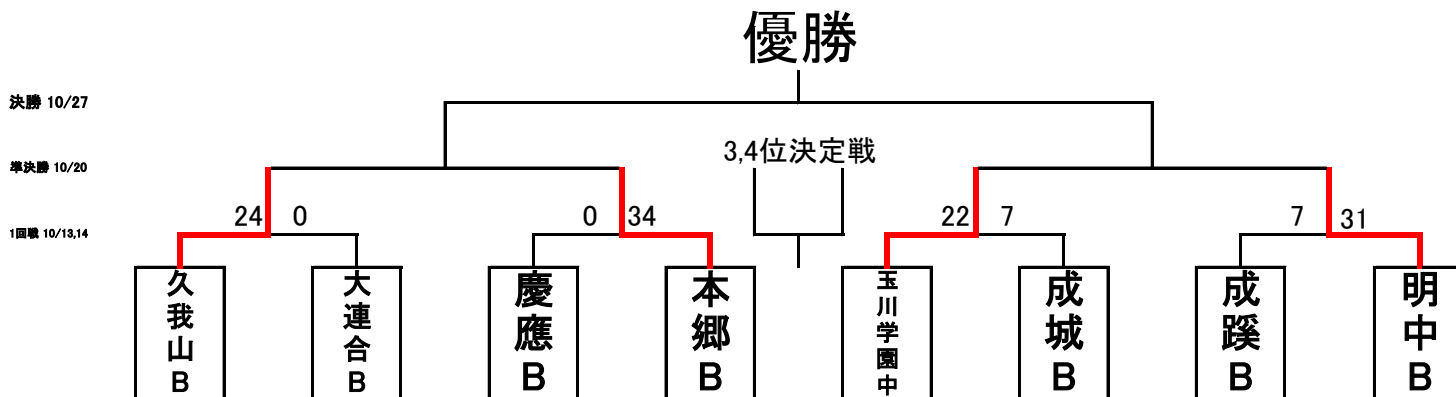 優勝
決勝 10/27
3,4位決定戦
準決勝 10/20
24 0 0 34 22 7 7 31
1回戦 10/13,14
久我山B
大連合B
慶應B
本郷B
玉川学園中
成城B
成蹊B
明中B